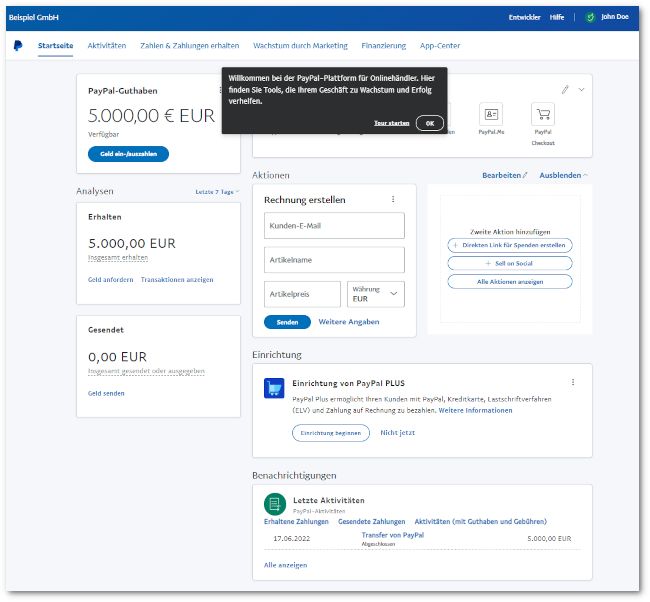 Beispiel GmbH
Entwickler Hilfe John Doe
Startseite Aktivitäten Zahlen & Zahlungen erhalten Wachstum durch Marketing Finanzierung App-Center
PayPal-Guthaben
5.000,00 € EUR
Verfügbar
Geld ein-/auszahlen
Willkommen bei der PayPal-Plattform für Onlinehändler. Hier
finden Sie Tools, die Ihrem Geschäft zu Wachstum und Erfolg
verhelfen.
Tour starten OK
PayPal.Me
PayPal
Checkout
Analysen
Letzte 7 Tage
Erhalten
5.000,00 EUR
Insgesamt erhalten
Geld anfordern Transaktionen anzeigen
Gesendet
0,00 EUR
Insgesamt gesendet oder ausgegeben
Geld senden
Aktionen
Bearbeiten Ausblenden
Rechnung erstellen
Kunden-E-Mail
Artikelname
Artikelpreis
Währung
EUR
Senden Weitere Angaben
Zweite Aktion hinzufügen
+ Direkten Link für Spenden erstellen
+ Sell on Social
Alle Aktionen anzeigen
Einrichtung
Einrichtung von PayPal PLUS
PayPal Plus ermöglicht Ihren Kunden mit PayPal, Kreditkarte, Lastschriftverfahren
(ELV) und Zahlung auf Rechnung zu bezahlen. Weitere Informationen
Einrichtung beginnen Nicht jetzt
Benachrichtigungen
Letzte Aktivitäten
PayPal-Aktivitäten
Erhaltene Zahlungen Gesendete Zahlungen Aktivitäten (mit Guthaben und Gebühren)
17.06.2022 Transfer von PayPal 5.000,00 EUR
Abgeschlossen
Alle anzeigen